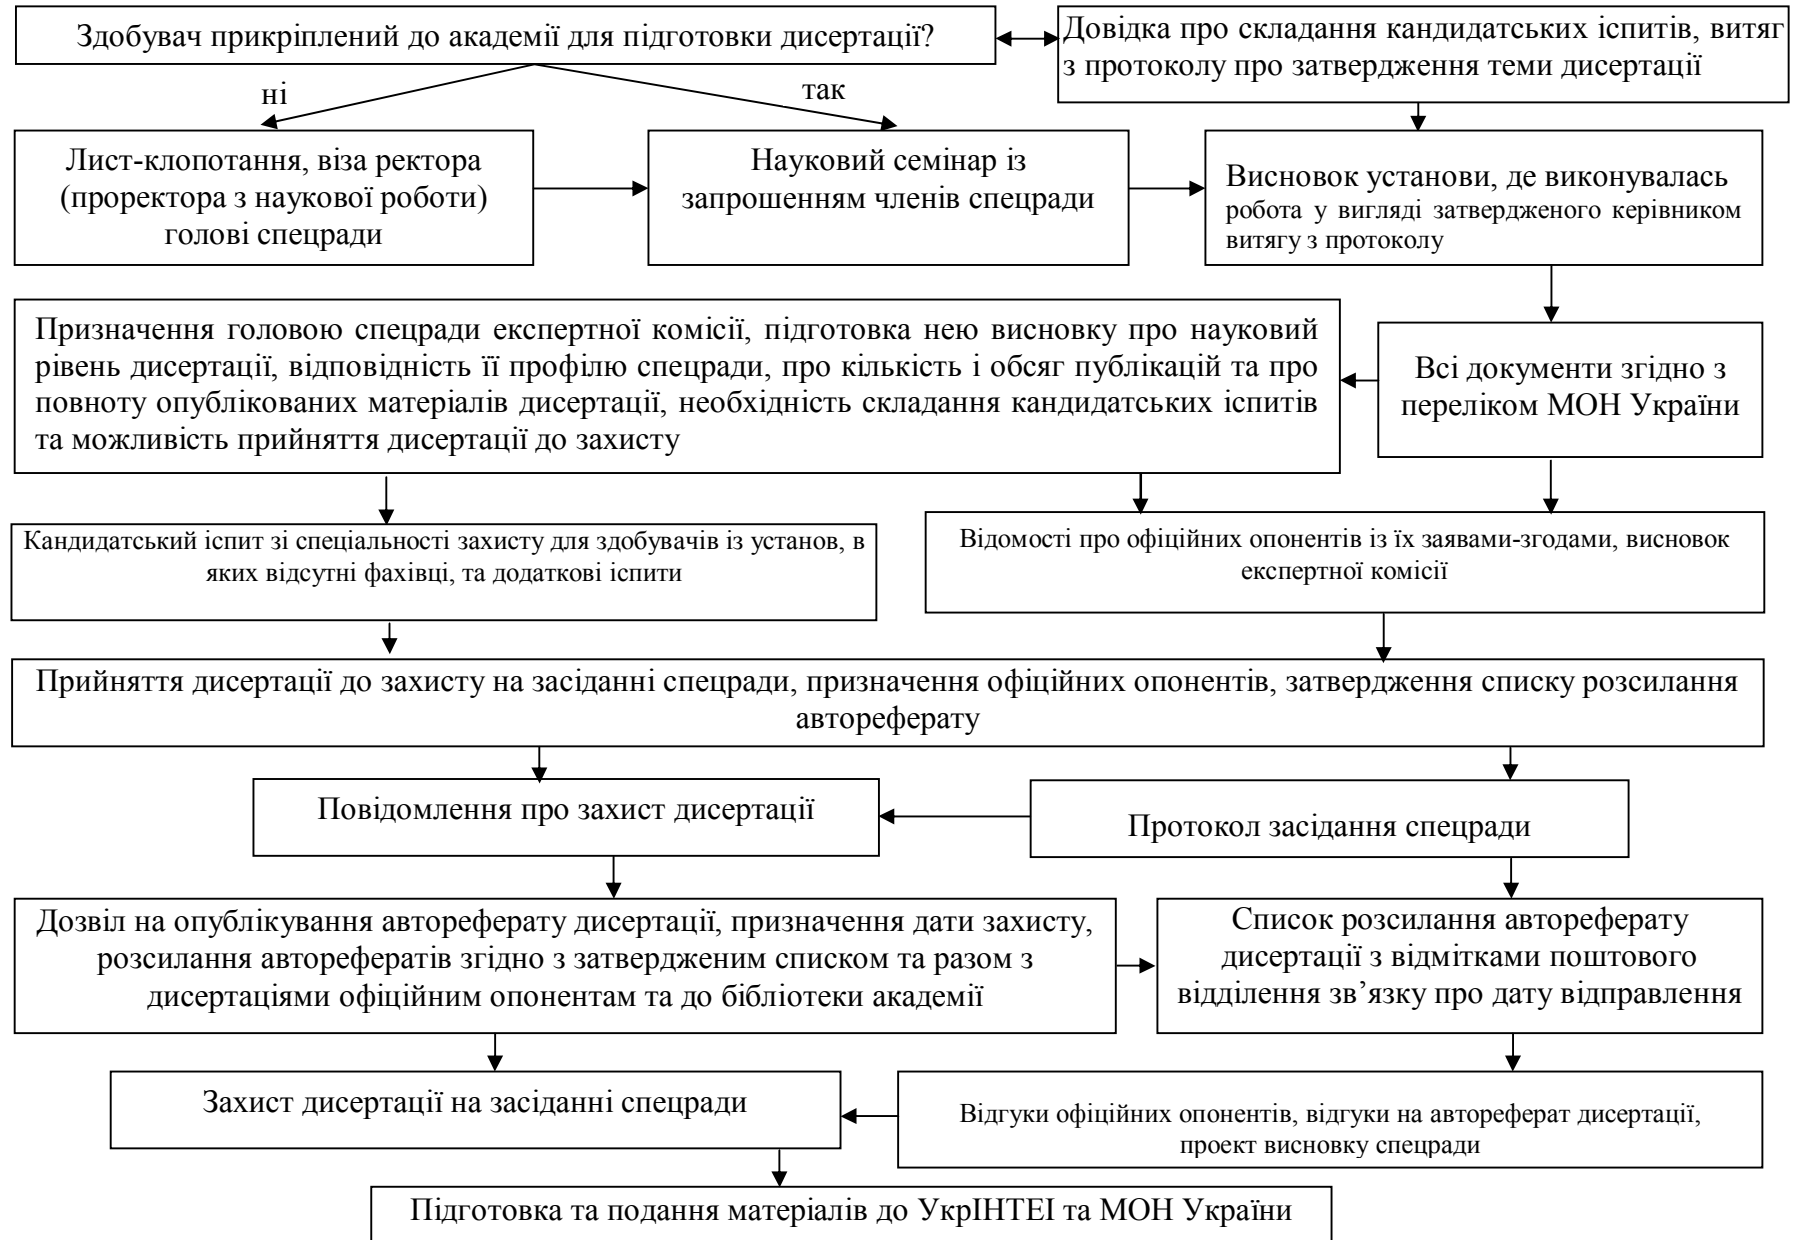 Здобувач прикріплений до академії для підготовки дисертації?
Довідка про складання кандидатських іспитів, витяг
з протоколу про затвердження теми дисертації
ні
так
Лист-клопотання, віза ректора
(проректора з наукової роботи)
голові спецради
Науковий семінар із
запрошенням членів спецради
Висновок установи, де виконувалась
робота у вигляді затвердженого керівником
витягу з протоколу
Призначення головою спецради експертної комісії, підготовка нею висновку про науковий
рівень дисертації, відповідність її профілю спецради, про кількість і обсяг публікацій та про
повноту опублікованих матеріалів дисертації, необхідність складання кандидатських іспитів
та можливість прийняття дисертації до захисту
Всі документи згідно з
переліком МОН України
Кандидатський іспит зі спеціальності захисту для здобувачів із установ, в
яких відсутні фахівці, та додаткові іспити
Відомості про офіційних опонентів із їх заявами-згодами, висновок
експертної комісії
Прийняття дисертації до захисту на засіданні спецради, призначення офіційних опонентів, затвердження списку розсилання
автореферату
Повідомлення про захист дисертації
Протокол засідання спецради
Дозвіл на опублікування автореферату дисертації, призначення дати захисту,
розсилання авторефератів згідно з затвердженим списком та разом з
дисертаціями офіційним опонентам та до бібліотеки академії
Список розсилання автореферату
дисертації з відмітками поштового
відділення зв’язку про дату відправлення
Захист дисертації на засіданні спецради
Відгуки офіційних опонентів, відгуки на автореферат дисертації,
проект висновку спецради
Підготовка та подання матеріалів до УкрІНТЕІ та МОН України